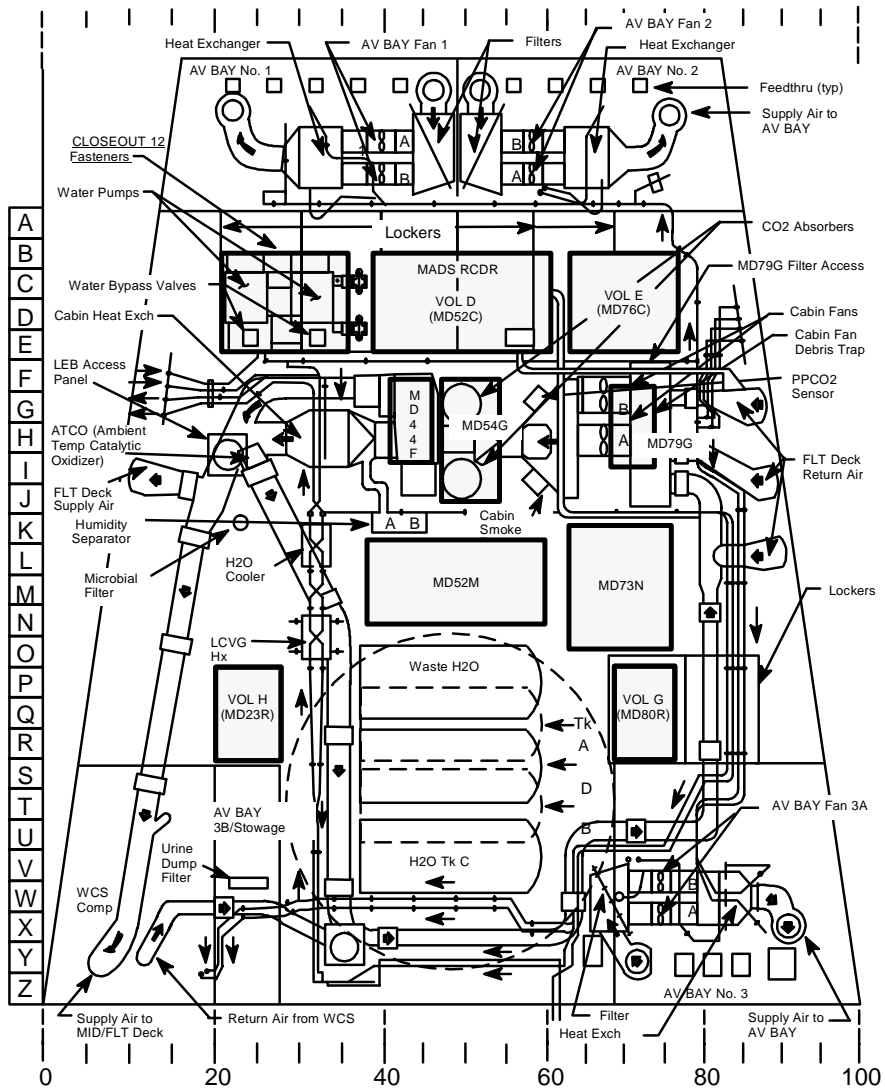 Heat Exchanger
AV BAY Fan 1
Filters
AV BAY Fan 2
Heat Exchanger
AV BAY No. 1
AV BAY No. 2
Feedthru (typ)
Supply Air to
AV BAY
CLOSEOUT 12
Fasteners
A
B
B
A
Water Pumps
Lockers
CO2 Absorbers
MADS RCDR
VOL D
(MD52C)
VOL E
(MD76C)
MD79G Filter Access
Water Bypass Valves
Cabin Heat Exch
Cabin Fans
Cabin Fan
Debris Trap
LEB Access
Panel
PPCO2
Sensor
M
D
4
4
F
MD54G
B
A
MD79G
ATCO (Ambient
Temp Catalytic
Oxidizer)
FLT Deck
Return Air
FLT Deck
Supply Air
Humidity
Separator
A B
Cabin
Smoke
Microbial
Filter
H2O
Cooler
MD52M
MD73N
Lockers
LCVG
Hx
Waste H2O
VOL H
(MD23R)
VOL G
(MD80R)
Tk
A
D
B
AV BAY
3B/Stowage
AV BAY Fan 3A
Urine
Dump
Filter
H2O Tk C
WCS
Comp
B
A
AV BAY No. 3
Supply Air to
MID/FLT Deck
Return Air from WCS
Filter
Heat Exch
Supply Air to
AV BAY
A
B
C
D
E
F
G
H
I
J
K
L
M
N
O
P
Q
R
S
T
U
V
W
X
Y
Z
0 20 40 60 80 100